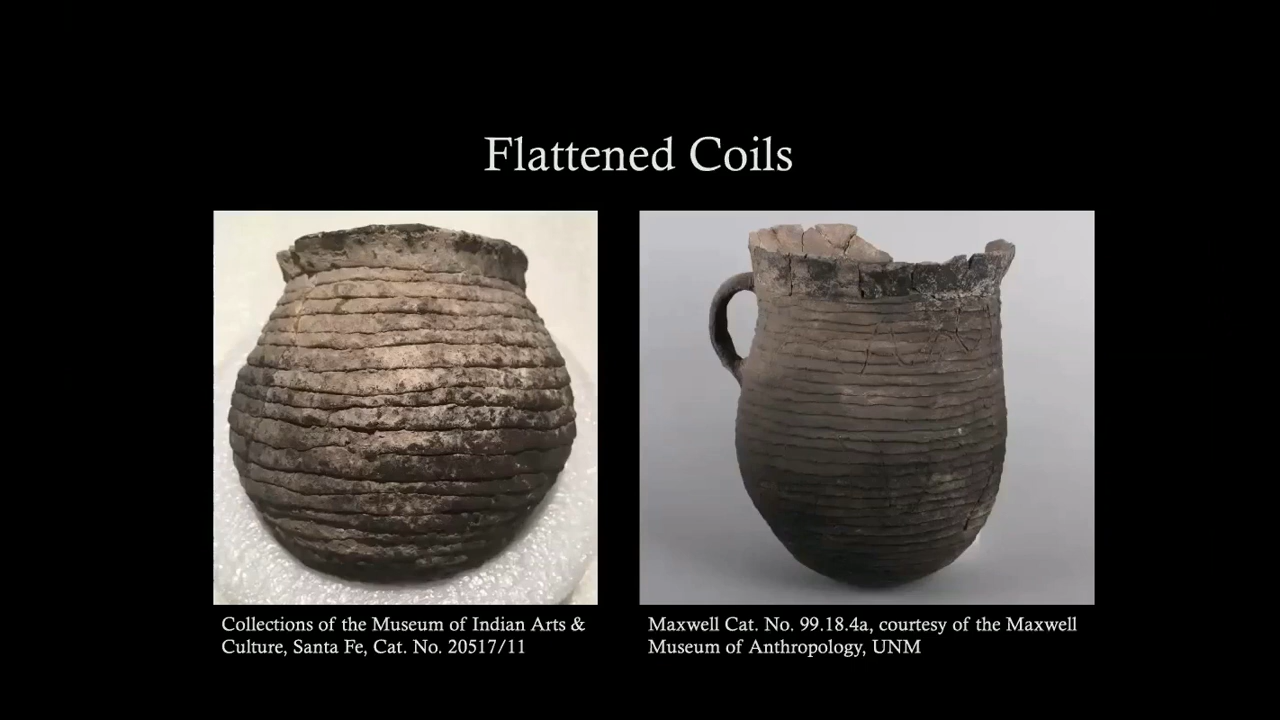 Flattened Coils
Collections of the Museum of Indian Arts &
Culture, Santa Fe, Cat. No. 20517/11
Maxwell Cat. No. 99.18.4a, courtesy of the Maxwell
Museum of Anthropology, UNM